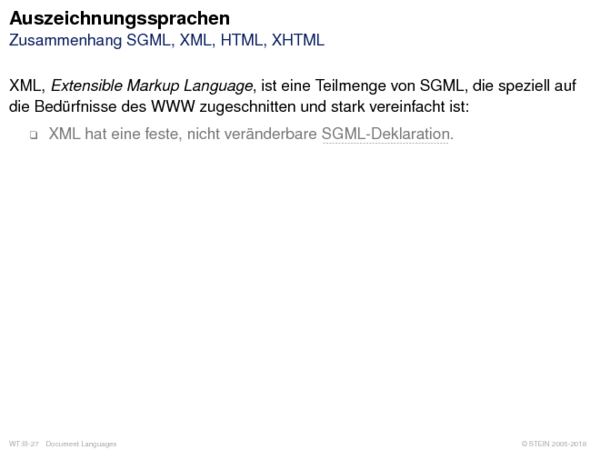 Auszeichnungssprachen
Zusammenhang SGML, XML, HTML, XHTML
XML, Extensible Markup Language, ist eine Teilmenge von SGML, die speziell auf
die Bedürfnisse des WWW zugeschnitten und stark vereinfacht ist:
❑ XML hat eine feste, nicht veränderbare SGML-Deklaration.
WT:III-27 Document Languages © STEIN 2005-2018